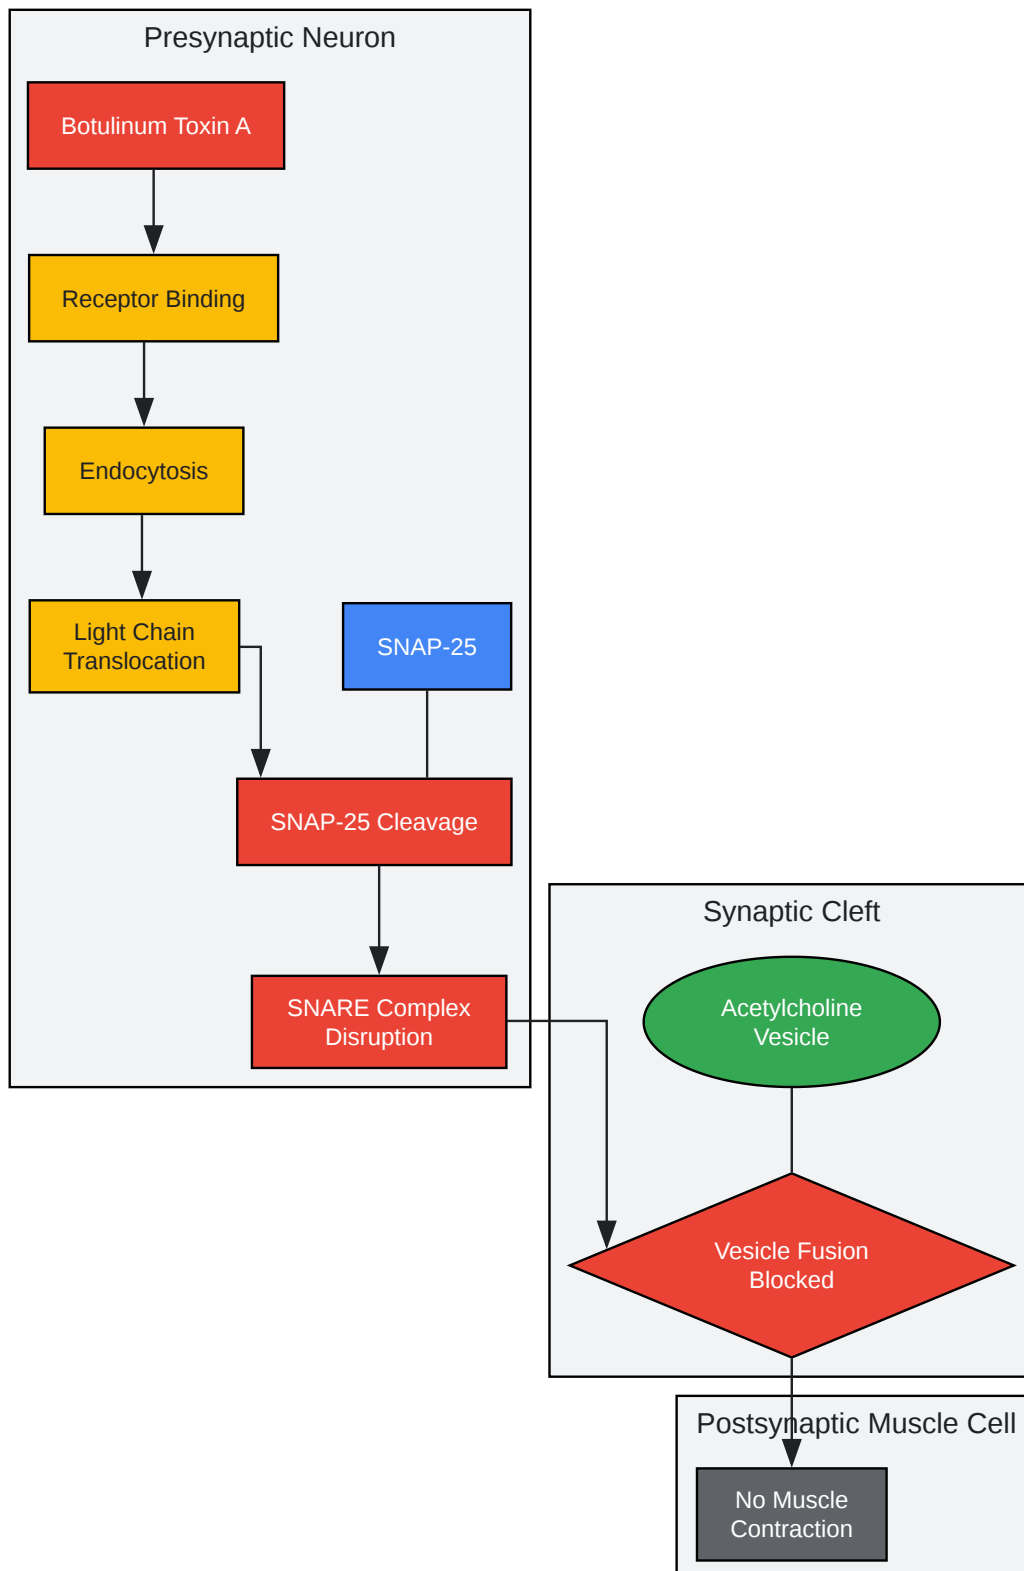 Presynaptic Neuron
Botulinum Toxin A
Receptor Binding
Endocytosis
Light Chain
Translocation
SNAP-25
SNAP-25 Cleavage
SNARE Complex
Disruption
Synaptic Cleft
Acetylcholine
Vesicle
Vesicle Fusion
Blocked
Postsynaptic Muscle Cell
No Muscle
Contraction